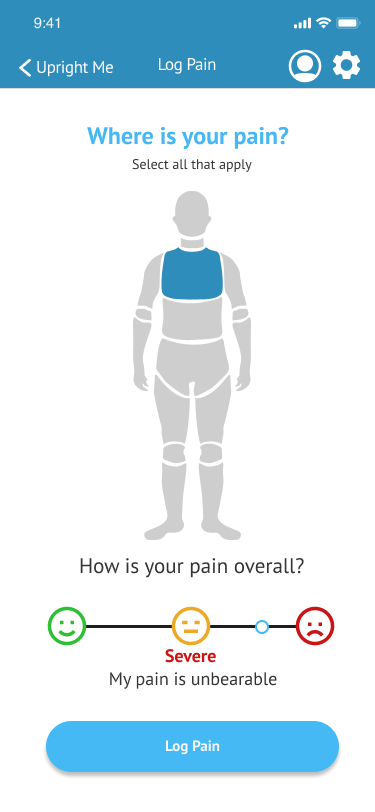 9:41
Upright Me
Log Pain
Where is your pain?
Select all that apply
How is your pain overall?
Severe
My pain is unbearable
Log Pain